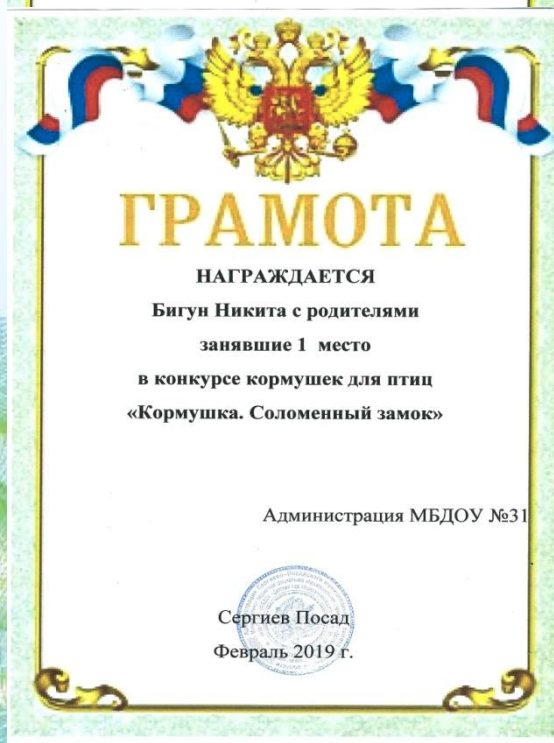 ГРАМОТА
НАГРАЖДАЕТСЯ
Бигун Никита с родителями
занявшие 1 место
в конкурсе кормушек для птиц
«Кормушка. Соломенный замок»
Администрация МБДОУ №31
Сергиев Посад
Февраль 2019 г.